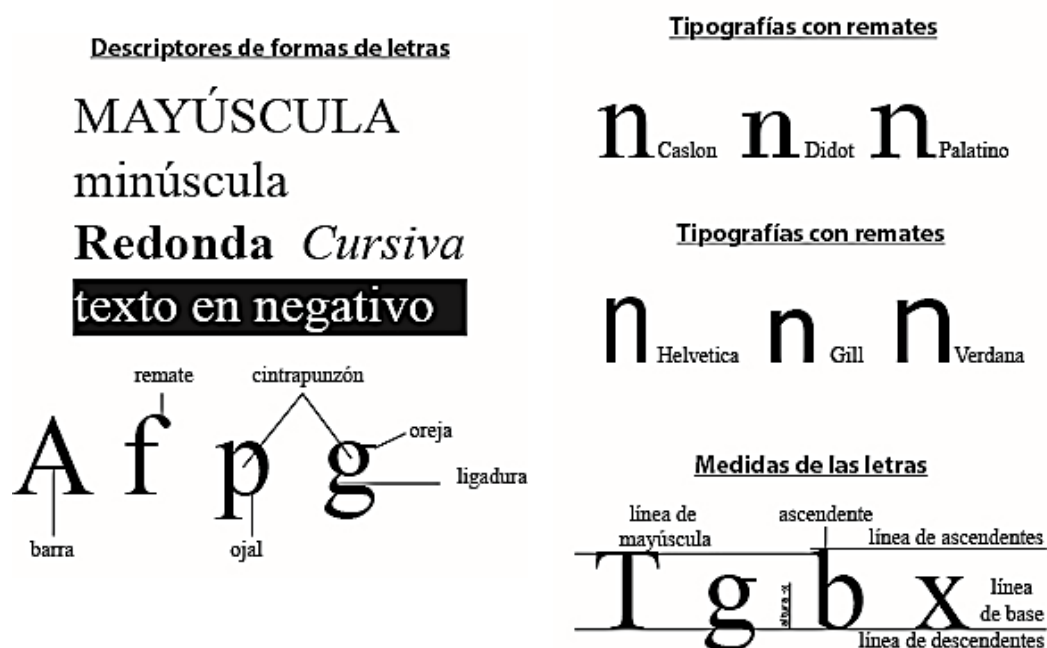 Descriptores de formas de letras
MAYÚSCULA
minúscula
Redonda Cursiva
texto en negativo
remate cintrapunzón
A f p g
oreja
ligadura
barra ojal
Tipografías con remates
n Caslon n Didot n Palatino
Tipografías con remates
n Helvetica n Gill n Verdana
Medidas de las letras
línea de mayúscula
ascendente
línea de ascendentes
T g altura -x b x
línea de base
línea de descendentes